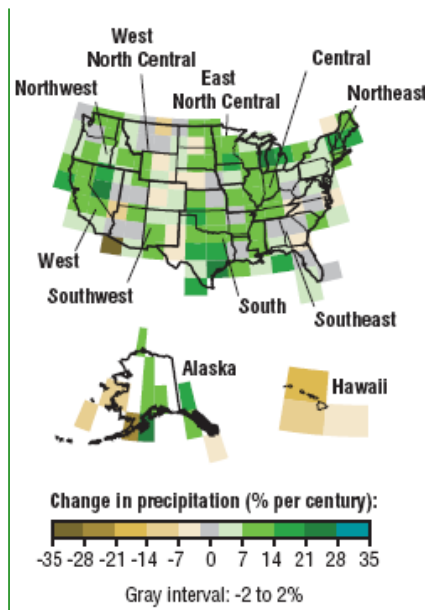 West
North Central
Central
Northwest
East
North Central
Northeast
West
Southwest
South
Southeast
Alaska
Hawaii
Change in precipitation (% per century):
-35 -28 -21 -14 -7 0 7 14 21 28 35
Gray interval: -2 to 2%